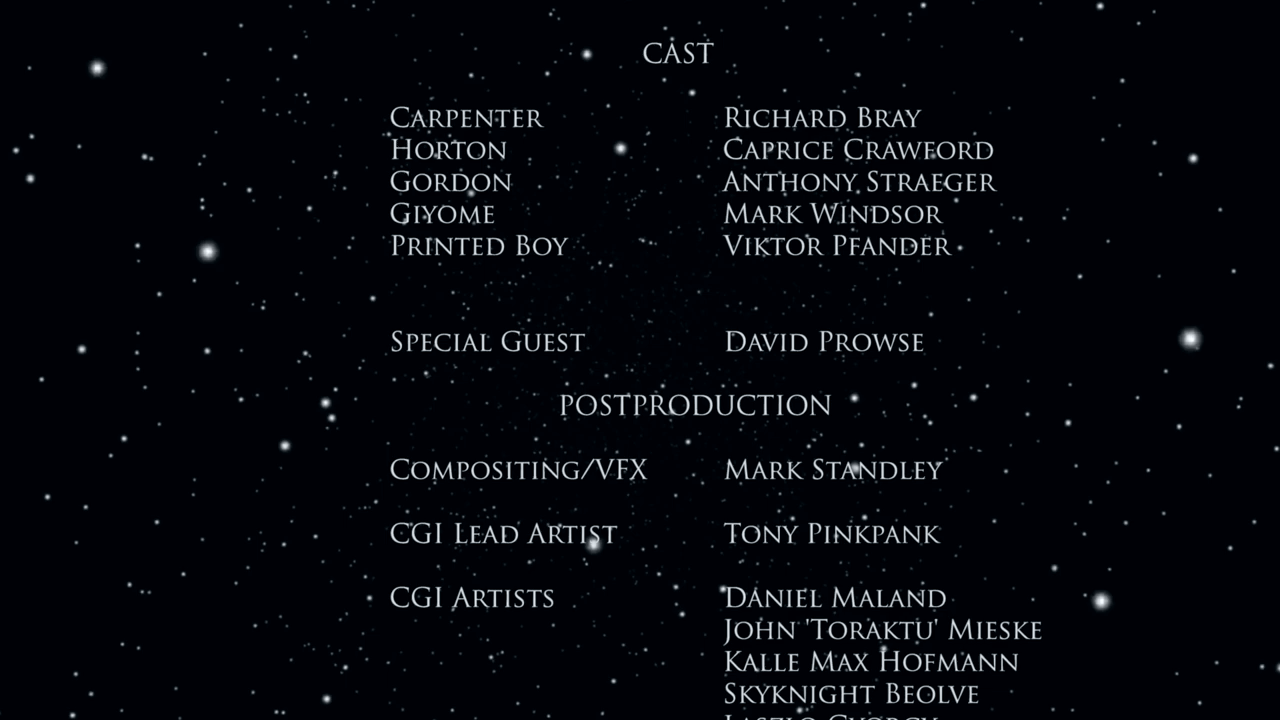 CAST
CARPENTER RICHARD BRAY
HORTON CAPRICE CRAWFORD
GORDON ANTHONY STRAEGER
GIYOME MARK WINDSOR
PRINTED BOY VIKTOR PFANDER
SPECIAL GUEST DAVID PROWSE
POSTPRODUCTION
COMPOSITING/VFX MARK STANDLEY
CGI LEAD ARTIST TONY PINKPANK
CGI ARTISTS DANIEL MALAND
JOHN 'TORAKTU' MIESKE
KALLE MAX HOFMANN
SKYKNIGHT BEOLVE